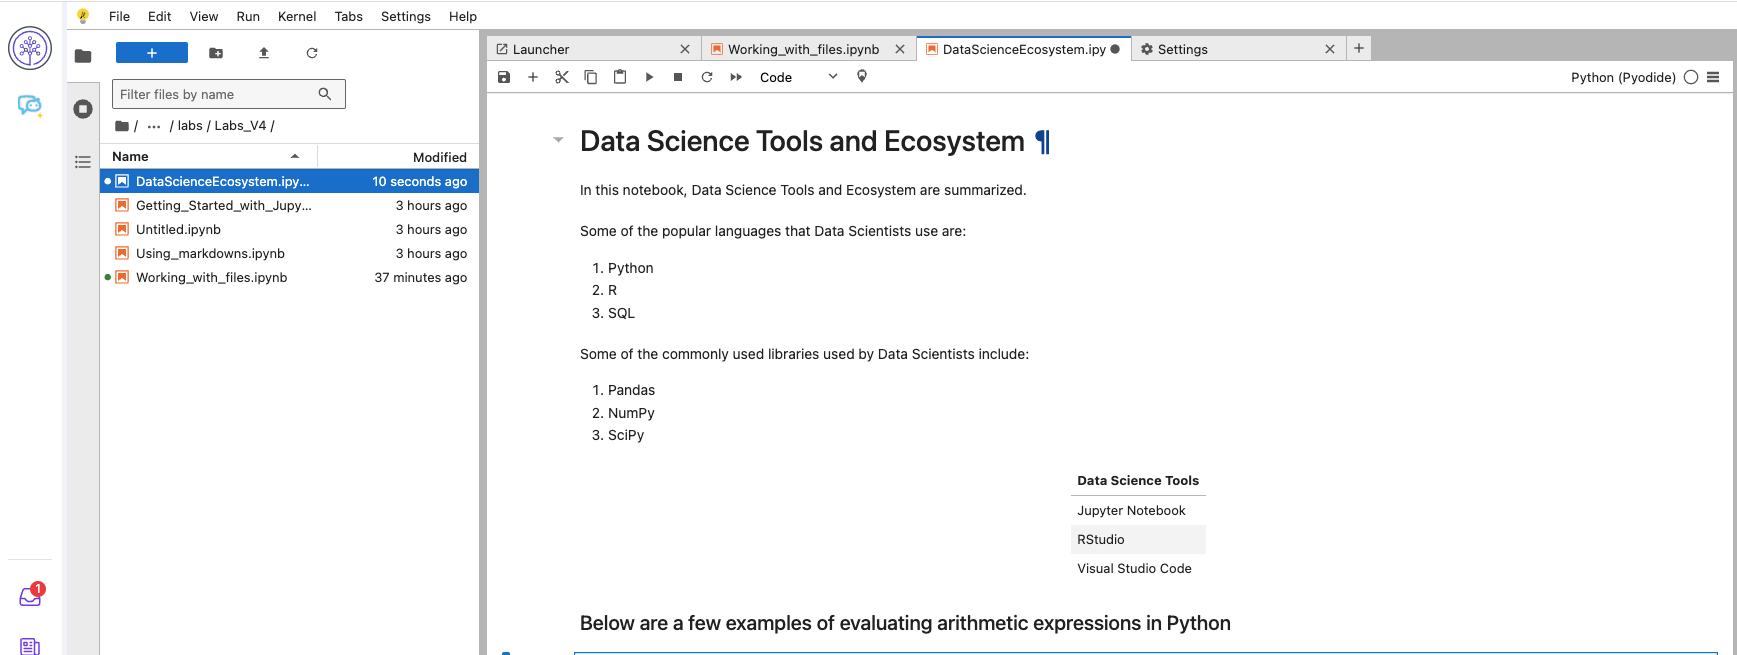 File Edit View Run Kernel Tabs Settings Help
+
Filter files by name
/ ... / labs / Labs_V4 /
Name Modified
DataScienceEcosystem.ipy... 10 seconds ago
Getting_Started_with_Jupy... 3 hours ago
Untitled.ipynb 3 hours ago
Using_markdowns.ipynb 3 hours ago
Working_with_files.ipynb 37 minutes ago
1
Launcher Working_with_files.ipynb DataScienceEcosystem.ipy Settings +
Code Python (Pyodide)
Data Science Tools and Ecosystem ¶
In this notebook, Data Science Tools and Ecosystem are summarized.
Some of the popular languages that Data Scientists use are:
1. Python
2. R
3. SQL
Some of the commonly used libraries used by Data Scientists include:
1. Pandas
2. NumPy
3. SciPy
Data Science Tools
Jupyter Notebook
RStudio
Visual Studio Code
Below are a few examples of evaluating arithmetic expressions in Python